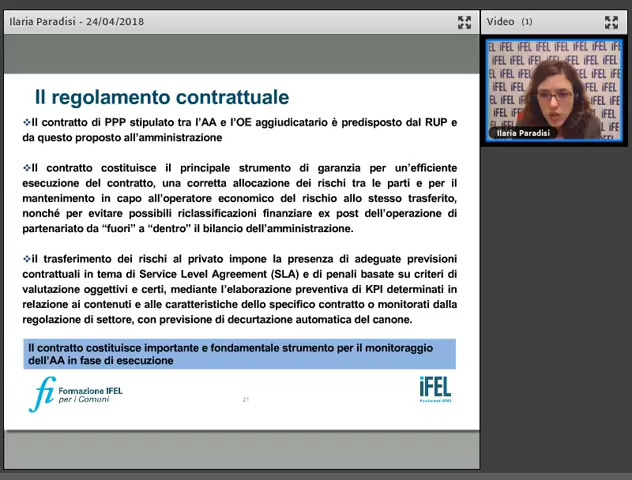 Ilaria Paradisi - 24/04/2018
Video (1)
Il regolamento contrattuale
❖Il contratto di PPP stipulato tra l'AA e l'OE aggiudicatario è predisposto dal RUP e
da questo proposto all'amministrazione
❖Il contratto costituisce il principale strumento di garanzia per un'efficiente
esecuzione del contratto, una corretta allocazione dei rischi tra le parti e per il
mantenimento in capo all'operatore economico del rischio allo stesso trasferito,
nonché per evitare possibili riclassificazioni finanziare ex post dell'operazione di
partenariato da "fuori" a "dentro" il bilancio dell'amministrazione.
❖il trasferimento dei rischi al privato impone la presenza di adeguate previsioni
contrattuali in tema di Service Level Agreement (SLA) e di penali basate su criteri di
valutazione oggettivi e certi, mediante l'elaborazione preventiva di KPI determinati in
relazione ai contenuti e alle caratteristiche dello specifico contratto o monitorati dalla
regolazione di settore, con previsione di decurtazione automatica del canone.
Il contratto costituisce importante e fondamentale strumento per il monitoraggio
dell'AA in fase di esecuzione
fi Formazione IFEL
per i Comuni
21
iFEL
Fondazione ANCI
Ilaria Paradisi